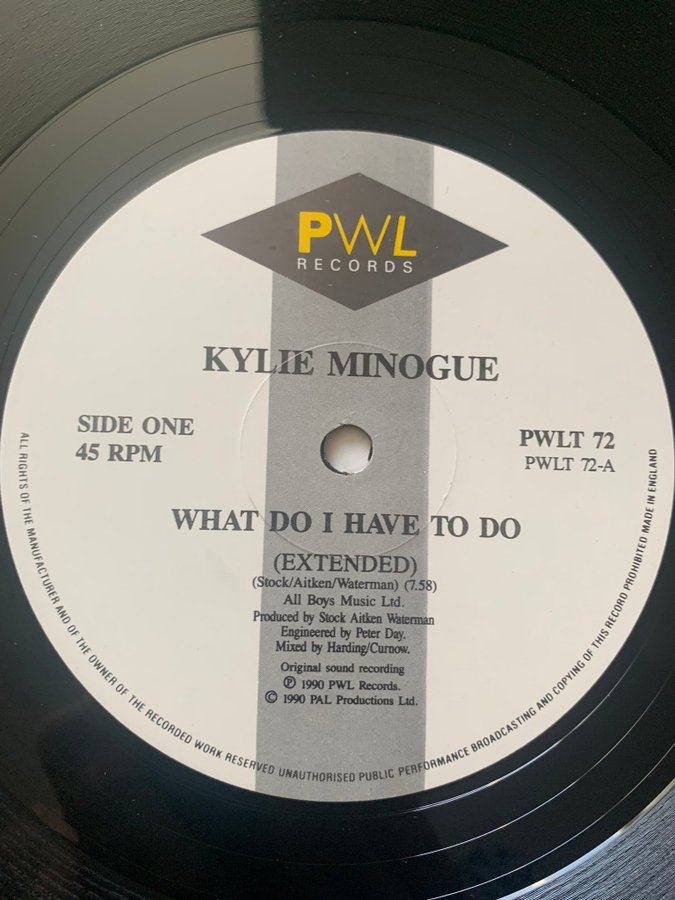 PWL
RECORDS
KYLIE MINOGUE
SIDE ONE
45 RPM
PWLT 72
PWLT 72-A
WHAT DO I HAVE TO DO
(EXTENDED)
(Stock/Aitken/Waterman) (7.58)
All Boys Music Ltd.
Produced by Stock Aitken Waterman
Engineered by Peter Day.
Mixed by Harding/Curnow.
Original sound recording
Ⓟ 1990 PWL Records.
© 1990 PAL Productions Ltd.
ALL RIGHTS OF THE MANUFACTURER AND OF THE OWNER OF THE RECORDED WORK RESERVED UNAUTHORISED PUBLIC PERFORMANCE BROADCASTING AND COPYING OF THIS RECORD PROHIBITED MADE IN ENGLAND